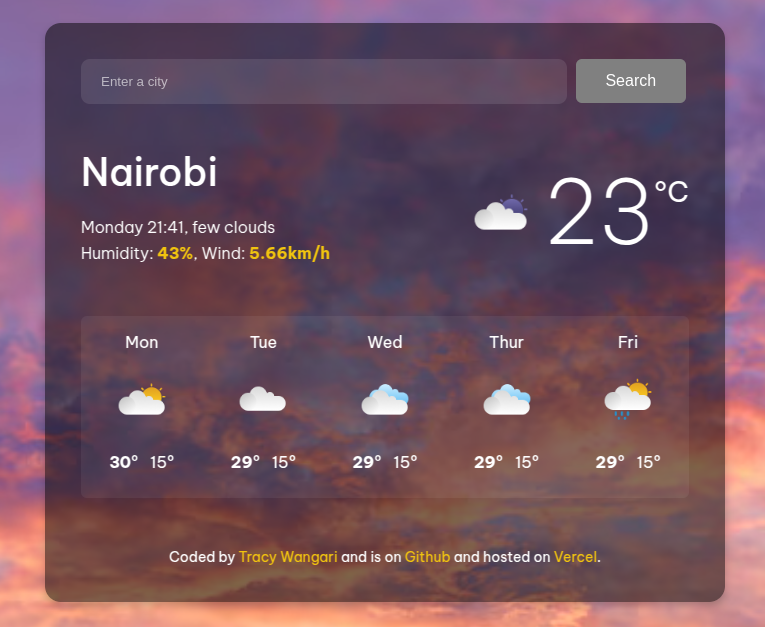 Enter a city
Search
Nairobi
Monday 21:41, few clouds
Humidity: 43%, Wind: 5.66km/h
23°C
Mon Tue Wed Thur Fri
30° 15° 29° 15° 29° 15° 29° 15° 29° 15°
Coded by Tracy Wangari and is on Github and hosted on Vercel.